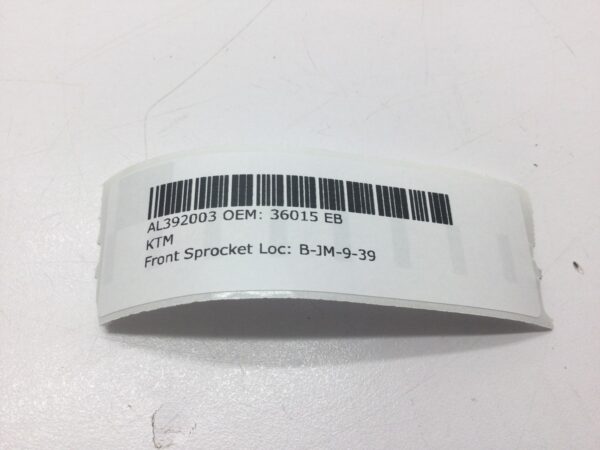 AL392003 OEM: 36015 EB
KTM
Front Sprocket Loc: B-JM-9-39